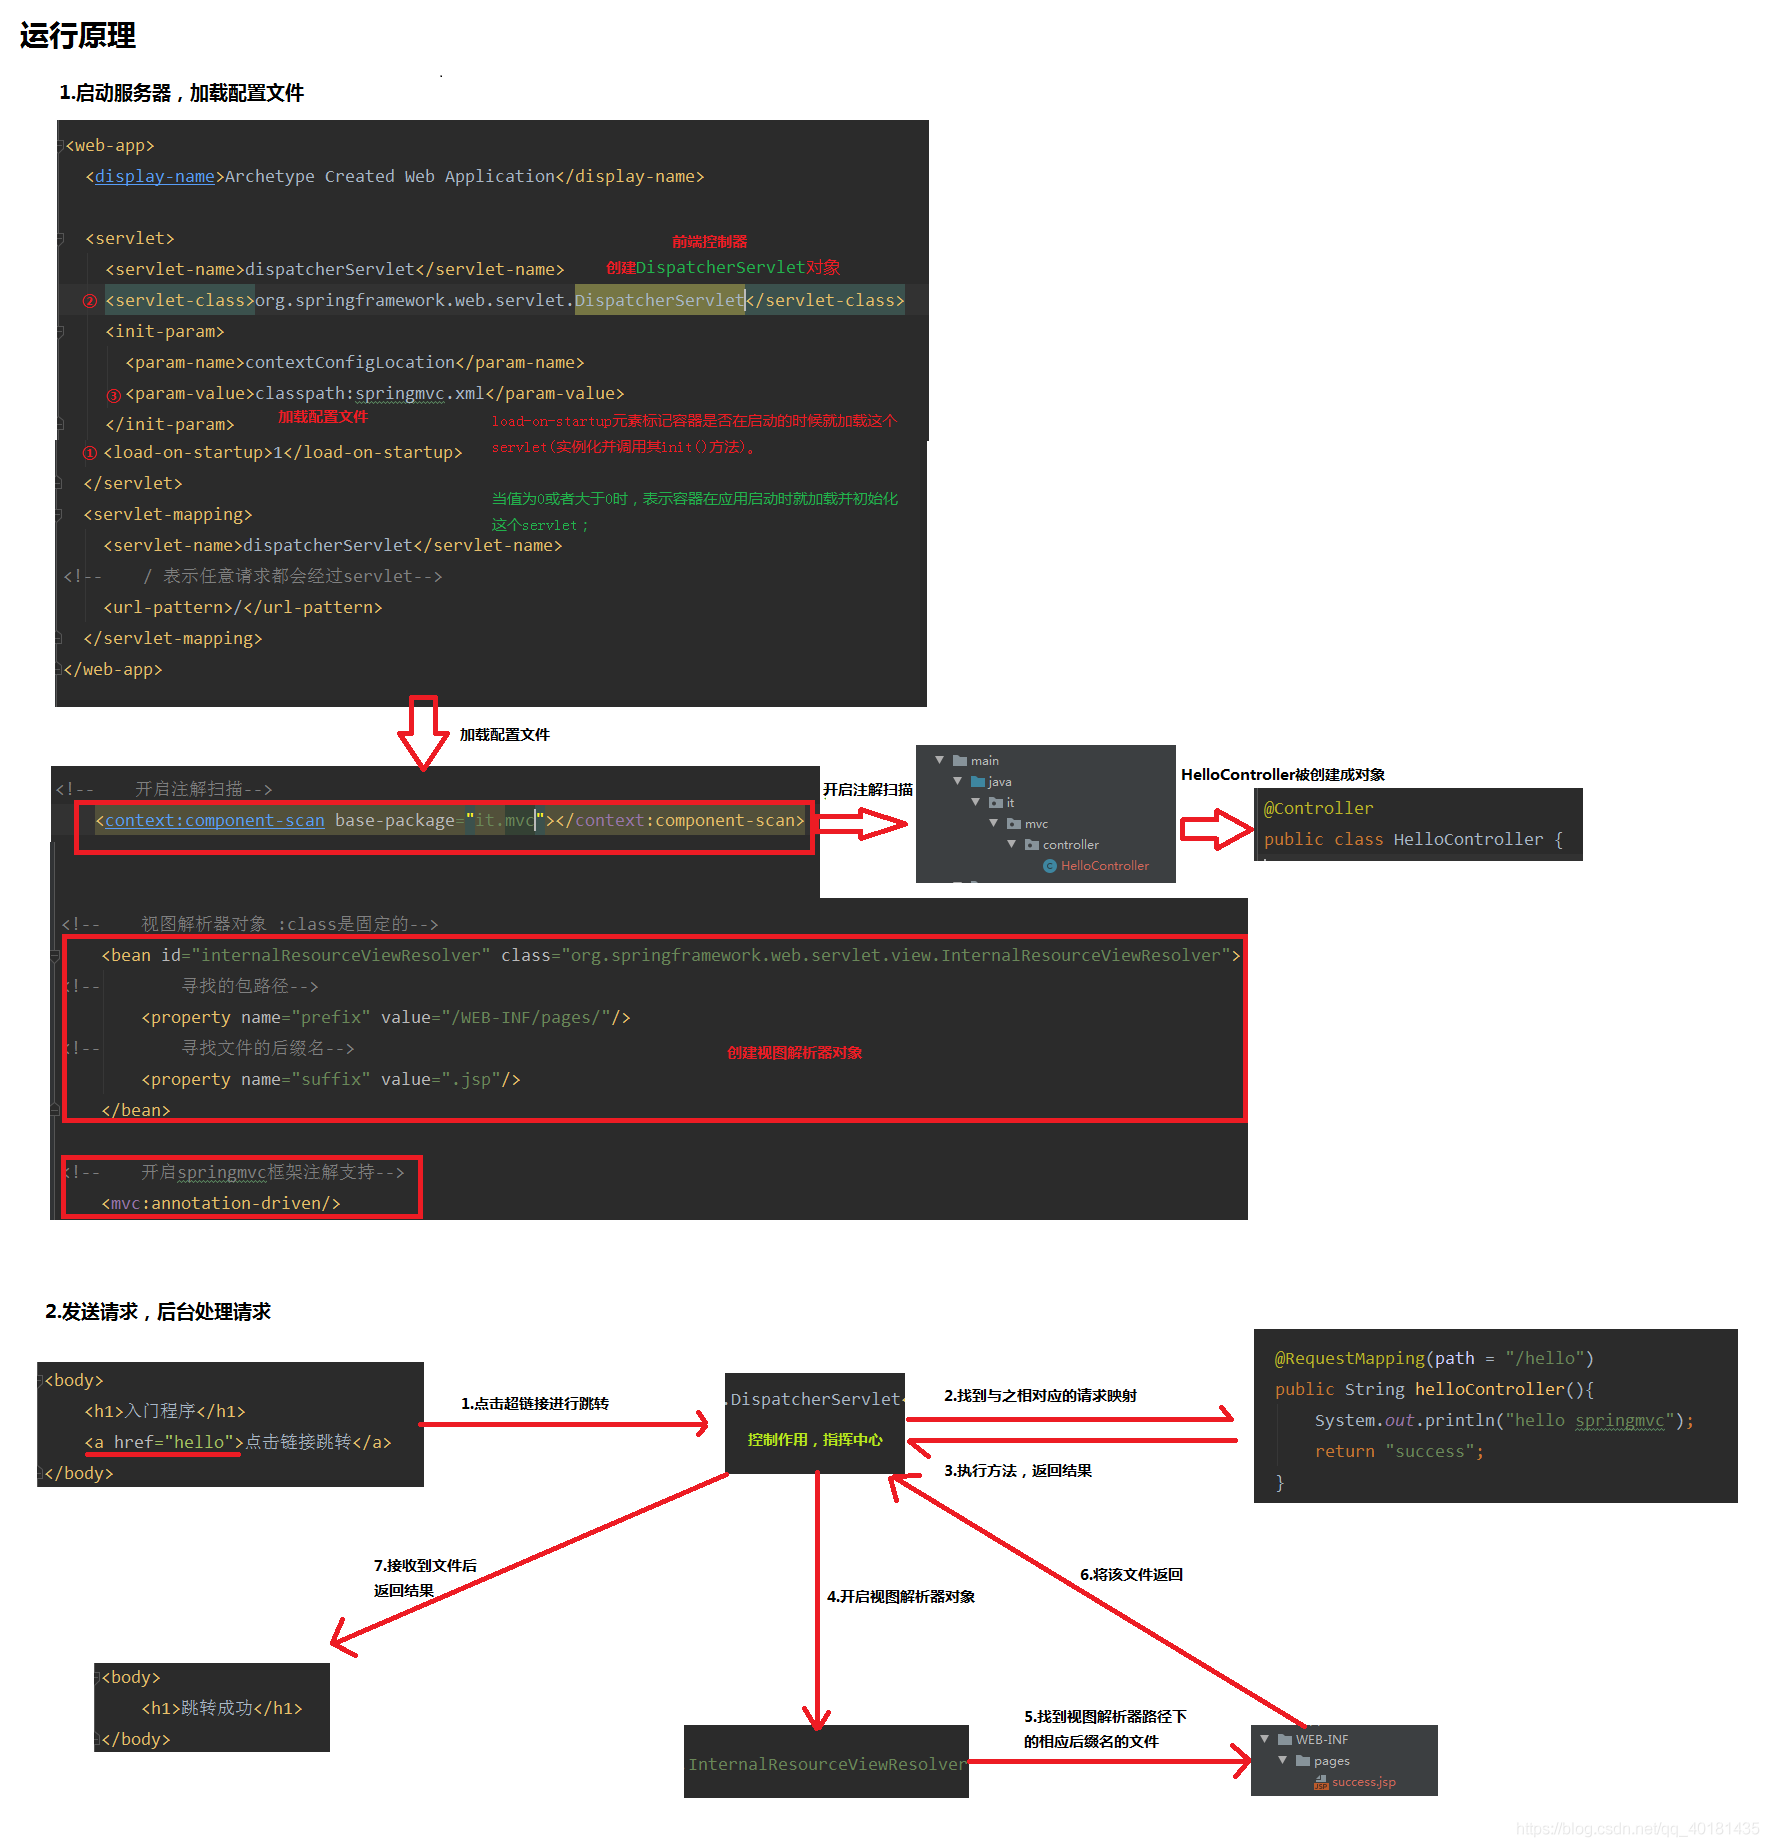 运行原理
1.启动服务器，加载配置文件
<web-app>
<display-name>Archetype Created Web Application</display-name>
<servlet>
前端控制器
<servlet-name>dispatcherServlet</servlet-name>
创建DispatcherServlet对象
② <servlet-class>org.springframework.web.servlet.DispatcherServlet</servlet-class>
<init-param>
<param-name>contextConfigLocation</param-name>
③ <param-value>classpath:springmvc.xml</param-value>
加载配置文件
</init-param>
load-on-startup元素标记容器是否在启动的时候就加载这个
servlet(实例化并调用其init()方法)。
① <load-on-startup>1</load-on-startup>
</servlet>
当值为0或者大于0时，表示容器在应用启动时就加载并初始化
这个servlet；
<servlet-mapping>
<servlet-name>dispatcherServlet</servlet-name>
<!-- / 表示任意请求都会经过servlet-->
<url-pattern>/</url-pattern>
</servlet-mapping>
</web-app>
加载配置文件
<!-- 开启注解扫描-->
<context:component-scan base-package="it.mvc"></context:component-scan>
开启注解扫描
main
java
it
mvc
controller
HelloController
HelloController被创建成对象
@Controller
public class HelloController {
<!-- 视图解析器对象 :class是固定的-->
<bean id="internalResourceViewResolver" class="org.springframework.web.servlet.view.InternalResourceViewResolver">
<!-- 寻找的包路径-->
<property name="prefix" value="/WEB-INF/pages/"/>
<!-- 寻找文件的后缀名-->
创建视图解析器对象
<property name="suffix" value=".jsp"/>
</bean>
<!-- 开启springmvc框架注解支持-->
<mvc:annotation-driven/>
2.发送请求，后台处理请求
<body>
<h1>入门程序</h1>
<a href="hello">点击链接跳转</a>
</body>
1.点击超链接进行跳转
.DispatcherServlet<
控制作用，指挥中心
2.找到与之相对应的请求映射
3.执行方法，返回结果
@RequestMapping(path = "/hello")
public String helloController(){
System.out.println("hello springmvc");
return "success";
}
7.接收到文件后
返回结果
4.开启视图解析器对象
6.将该文件返回
<body>
<h1>跳转成功</h1>
</body>
InternalResourceViewResolver
5.找到视图解析器路径下
的相应后缀名的文件
WEB-INF
pages
success.jsp
https://blog.csdn.net/qq_40181435